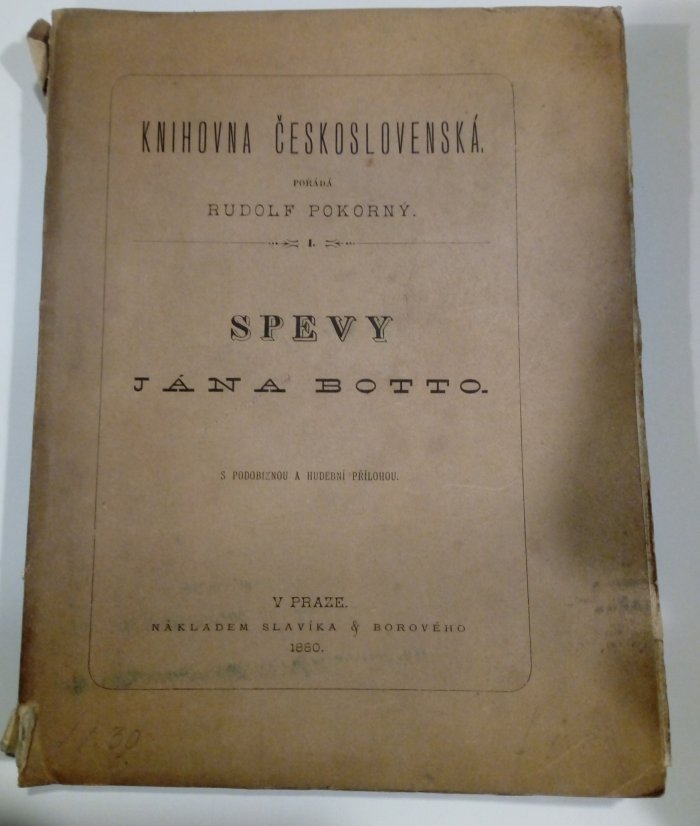 KNIHOVNA ČESKOSLOVENSKÁ.
POŘÁDÁ
RUDOLF POKORNÝ.
I.
SPEVY
JÁNA BOTTO.
S PODOBIZNOU A HUDEBNÍ PŘÍLOHOU.
V PRAZE.
NÁKLADEM SLAVÍKA & BOROVÉHO
1880.